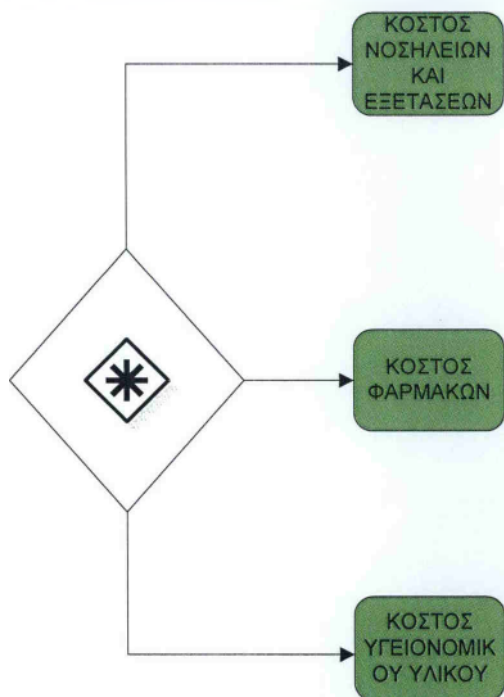 ΚΟΣΤΟΣ
ΝΟΣΗΛΕΙΩΝ
ΚΑΙ
ΕΞΕΤΑΣΕΩΝ
ΚΟΣΤΟΣ
ΦΑΡΜΑΚΩΝ
ΚΟΣΤΟΣ
ΥΓΕΙΟΝΟΜΙΚ
ΟΥ ΥΛΙΚΟΥ